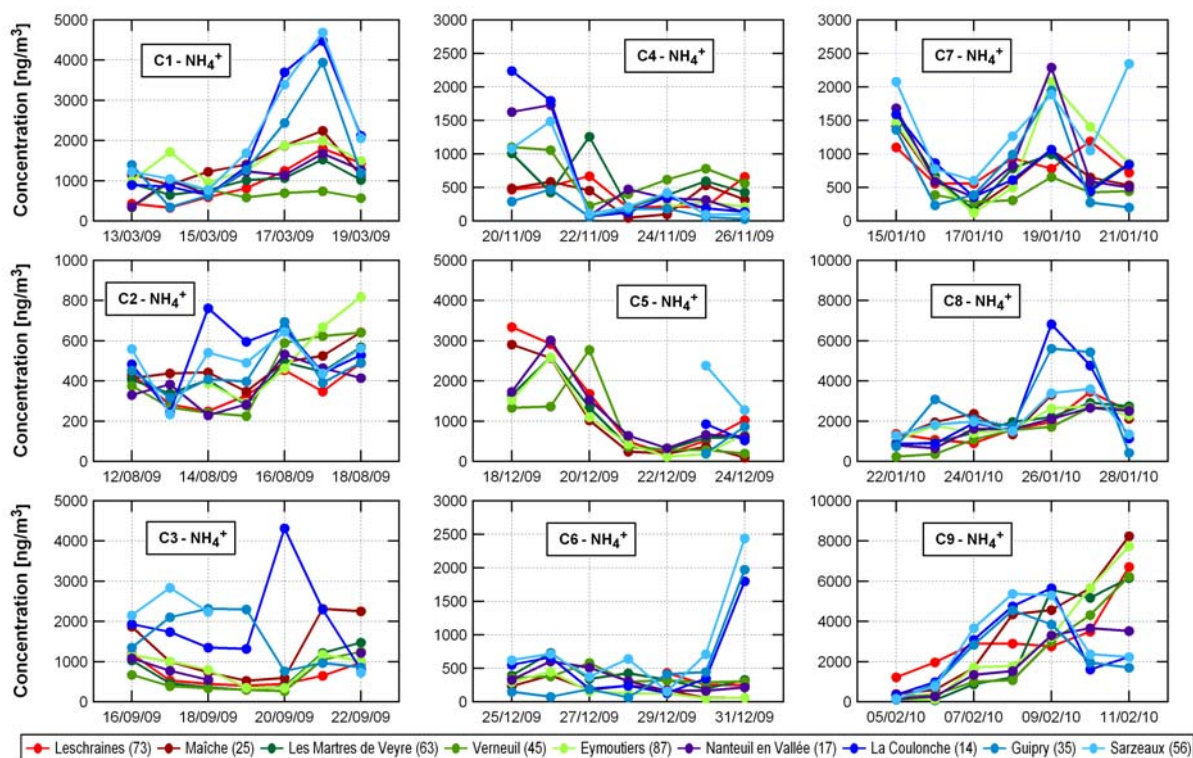 C1 - NH4+
C4 - NH4+
C7 - NH4+
Concentration [ng/m3]
5000
4000
3000
2000
1000
0
13/03/09 15/03/09 17/03/09 19/03/09
3000
2500
2000
1500
1000
500
0
20/11/09 22/11/09 24/11/09 26/11/09
3000
2500
2000
1500
1000
500
0
15/01/10 17/01/10 19/01/10 21/01/10
C2 - NH4+
C5 - NH4+
C8 - NH4+
Concentration [ng/m3]
1000
800
600
400
200
0
12/08/09 14/08/09 16/08/09 18/08/09
5000
4000
3000
2000
1000
0
18/12/09 20/12/09 22/12/09 24/12/09
10000
8000
6000
4000
2000
0
22/01/10 24/01/10 26/01/10 28/01/10
C3 - NH4+
C6 - NH4+
C9 - NH4+
Concentration [ng/m3]
5000
4000
3000
2000
1000
0
16/09/09 18/09/09 20/09/09 22/09/09
3000
2500
2000
1500
1000
500
0
25/12/09 27/12/09 29/12/09 31/12/09
10000
8000
6000
4000
2000
0
05/02/10 07/02/10 09/02/10 11/02/10
Leschraines (73) Maîche (25) Les Martres de Veyre (63) Verneuil (45) Eymoutiers (87) Nanteuil en Vallée (17) La Coulonche (14) Guipry (35) Sarzeaux (56)